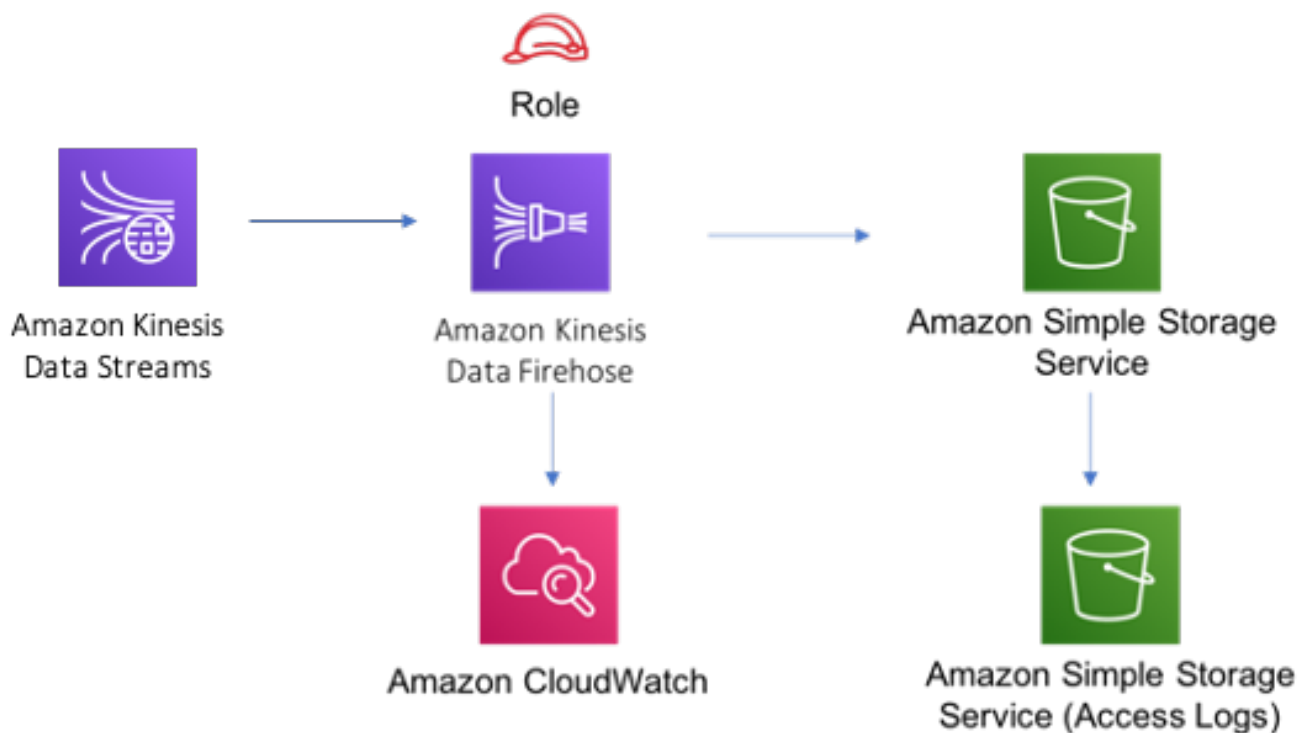 Role
Amazon Kinesis
Data Streams
Amazon Kinesis
Data Firehose
Amazon Simple Storage
Service
Amazon CloudWatch
Amazon Simple Storage
Service (Access Logs)